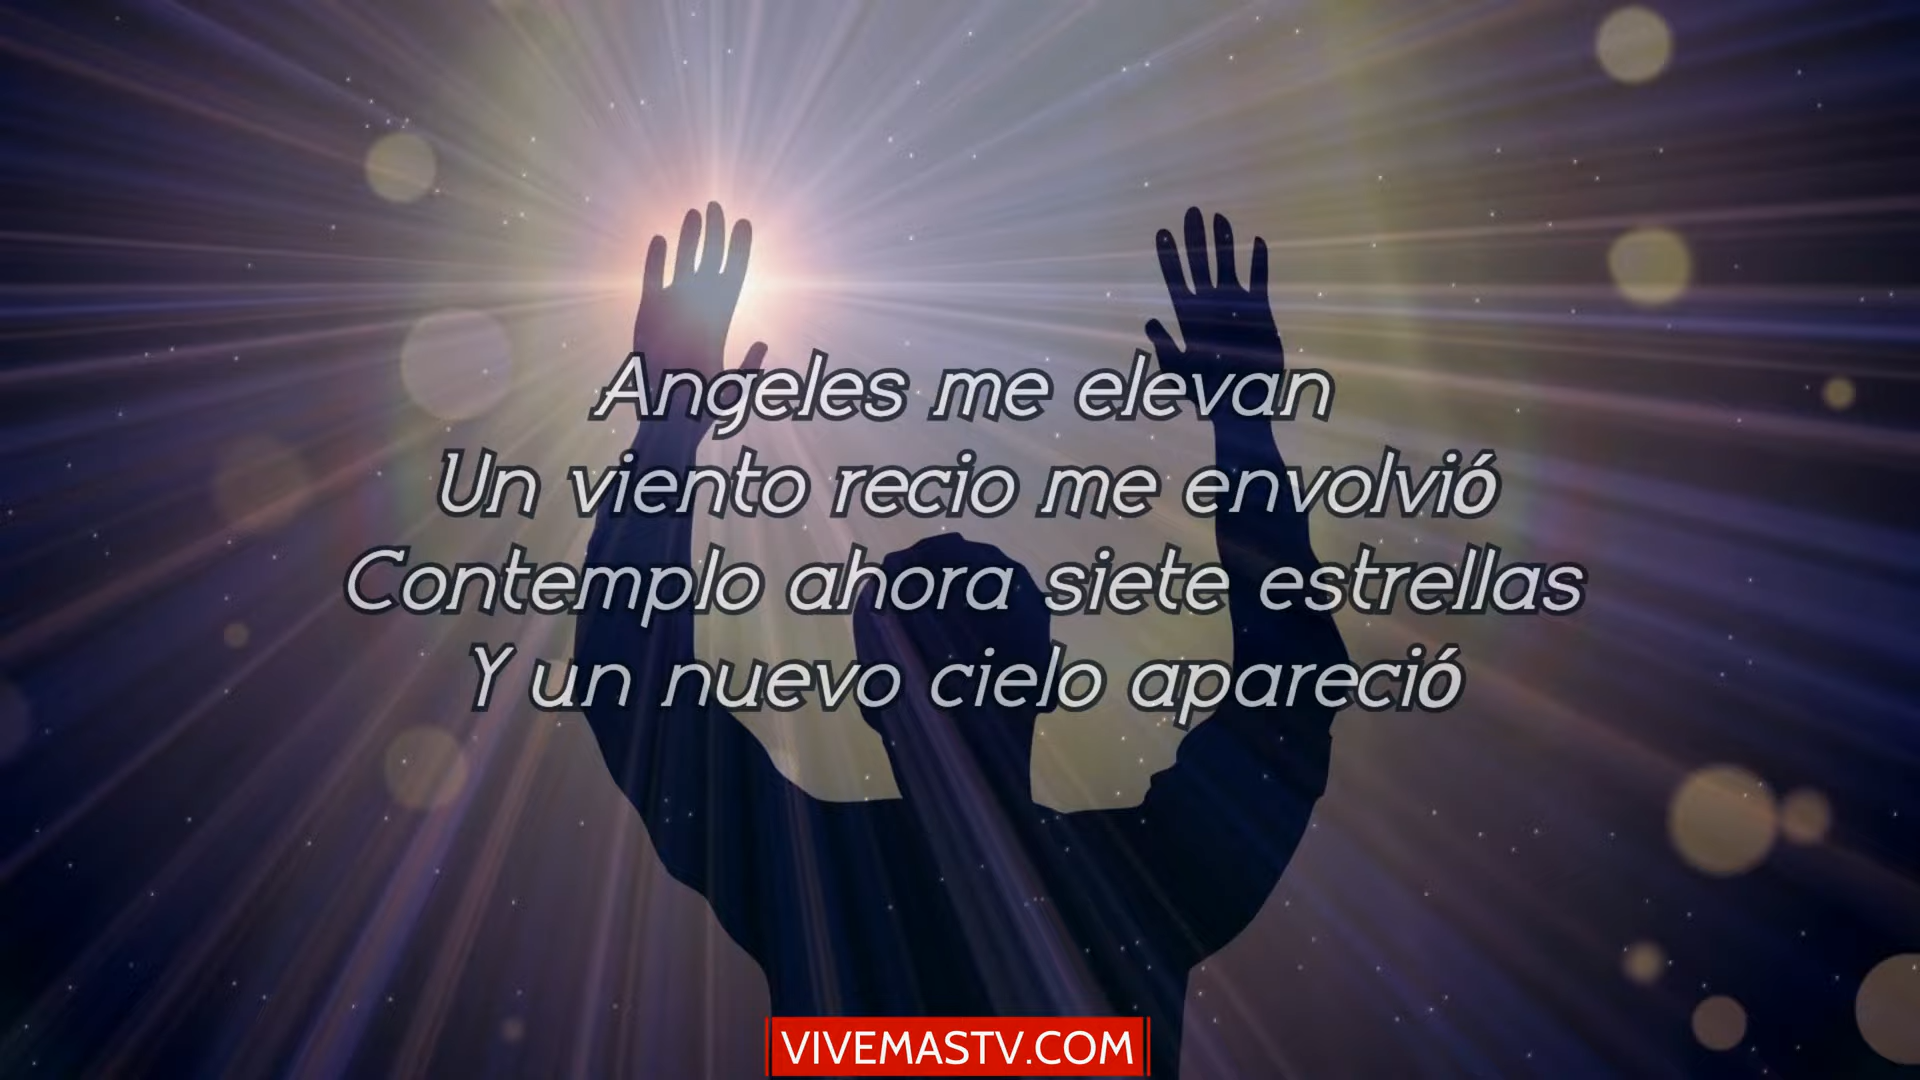 Angeles me elevan
Un viento recio me envolvió
Contemplo ahora siete estrellas
Y un nuevo cielo apareció
VIVEMASTV.COM